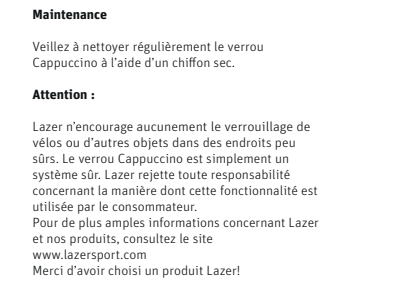 Maintenance
Veillez à nettoyer régulièrement le verrou
Cappuccino à l'aide d'un chiffon sec.
Attention :
Lazer n'encourage aucunement le verrouillage de
vélos ou d'autres objets dans des endroits peu
sûrs. Le verrou Cappuccino est simplement un
système sûr. Lazer rejette toute responsabilité
concernant la manière dont cette fonctionnalité est
utilisée par le consommateur.
Pour de plus amples informations concernant Lazer
et nos produits, consultez le site
www.lazersport.com
Merci d'avoir choisi un produit Lazer!